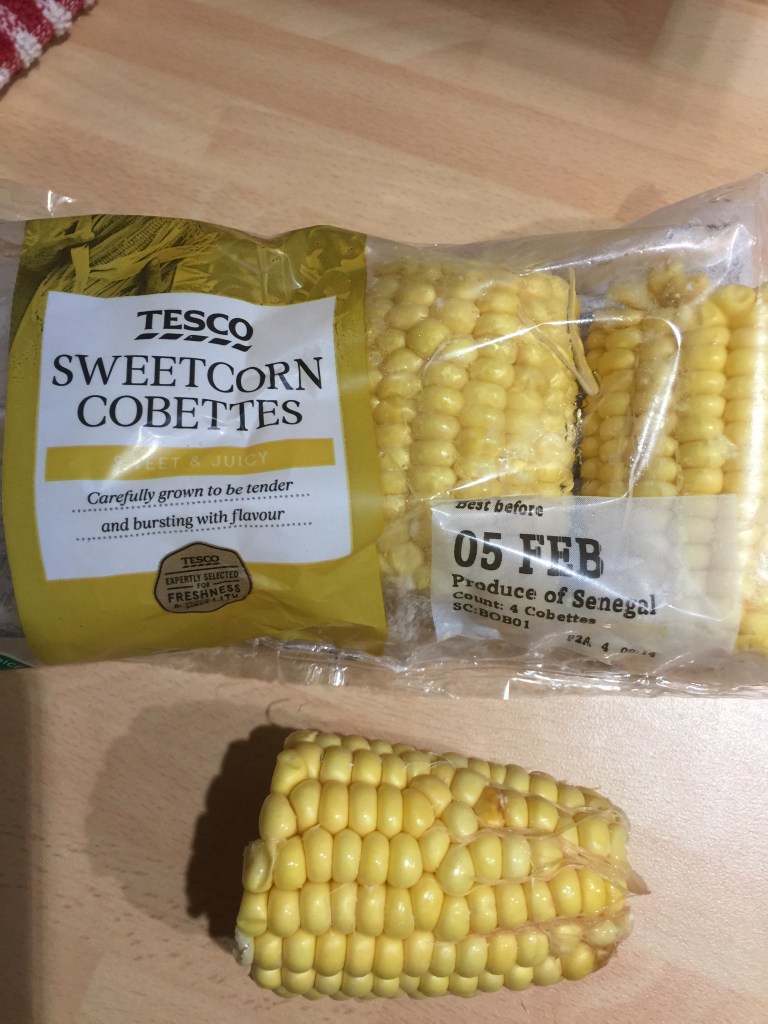 TESCO
SWEETCORN
COBETTES
SWEET & JUICY
Carefully grown to be tender
and bursting with flavour
TESCO
EXPERTLY SELECTED
FOR
FRESHNESS
Best before
05 FEB
Produce of Senegal
Count: 4 Cobettes
SC:BOB01